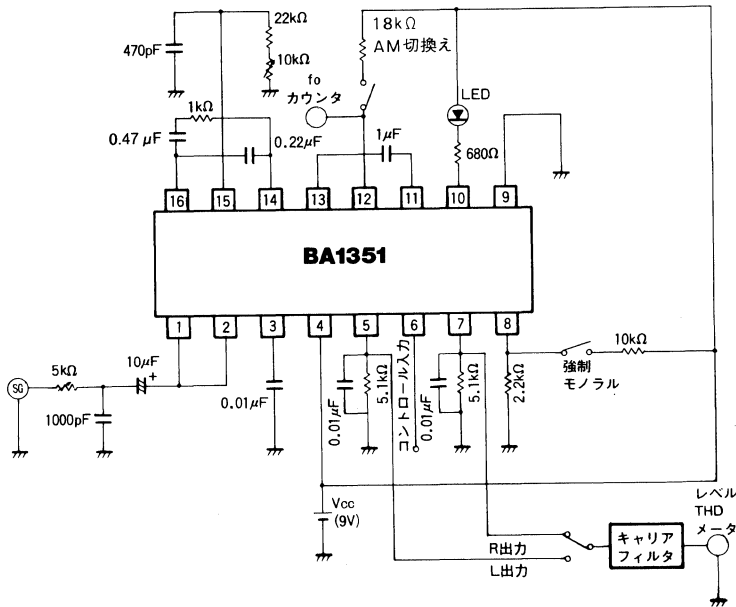 18kΩ
AM切換え
22kΩ
470pF
10kΩ
fo
カウンタ
LED
1kΩ
0.47μF
0.22μF
1μF
680Ω
16
15
14
13
12
11
10
9
BA1351
1
2
3
4
5
6
7
8
SG
5kΩ
10μF
+
1000pF
0.01μF
0.01μF
5.1kΩ
コントロール入力
0.01μF
5.1kΩ
2.2kΩ
強制
モノラル
10kΩ
Vcc
(9V)
R出力
L出力
キャリア
フィルタ
レベル
THD
メータ